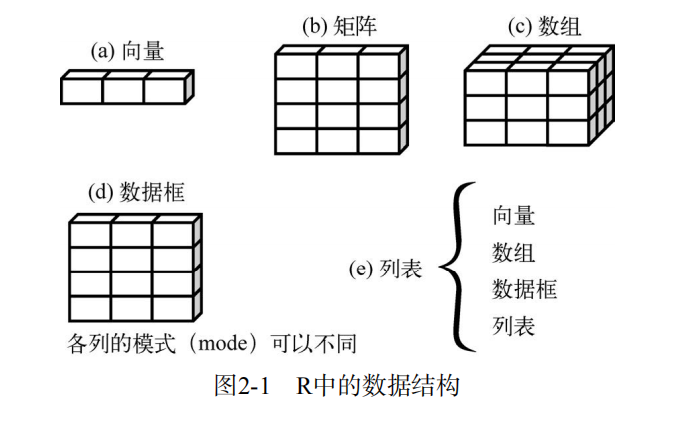 (a) 向量
(b) 矩阵
(c) 数组
(d) 数据框
各列的模式（mode）可以不同
(e) 列表
向量
数组
数据框
列表
图2-1　R中的数据结构